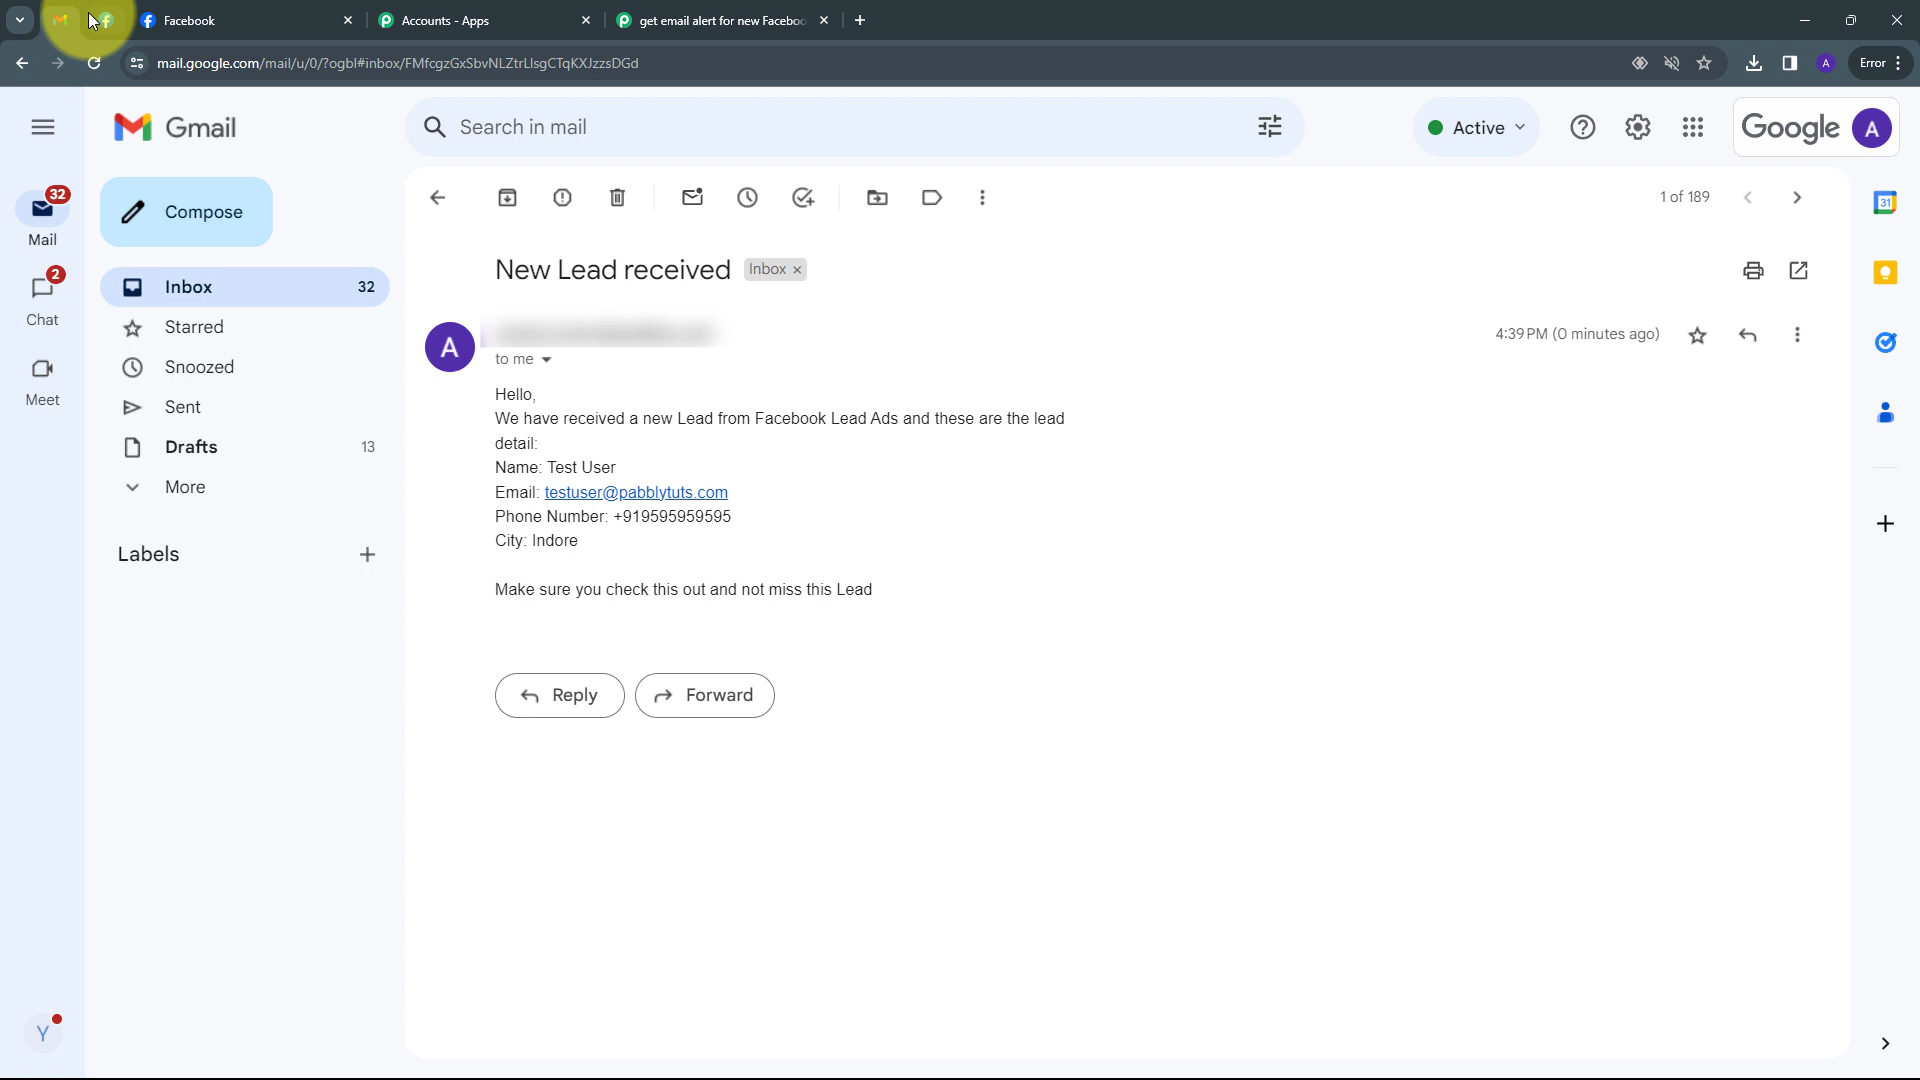 Facebook
Accounts - Apps
get email alert for new Faceboo
mail.google.com/mail/u/0/?ogbl#inbox/FMfcgzGxSbvNLZtrLlsgCTqKXJzzsDGd
A
Error
Gmail
Search in mail
Active
Google
A
32
Mail
Compose
1 of 189
31
2
Chat
Inbox
32
New Lead received
Inbox ×
Starred
Snoozed
Meet
A
4:39 PM (0 minutes ago)
to me
Sent
Drafts
13
More
Labels
Hello,
We have received a new Lead from Facebook Lead Ads and these are the lead
detail:
Name: Test User
Email: testuser@pabblytuts.com
Phone Number: +919595959595
City: Indore
Make sure you check this out and not miss this Lead
Reply
Forward
Y